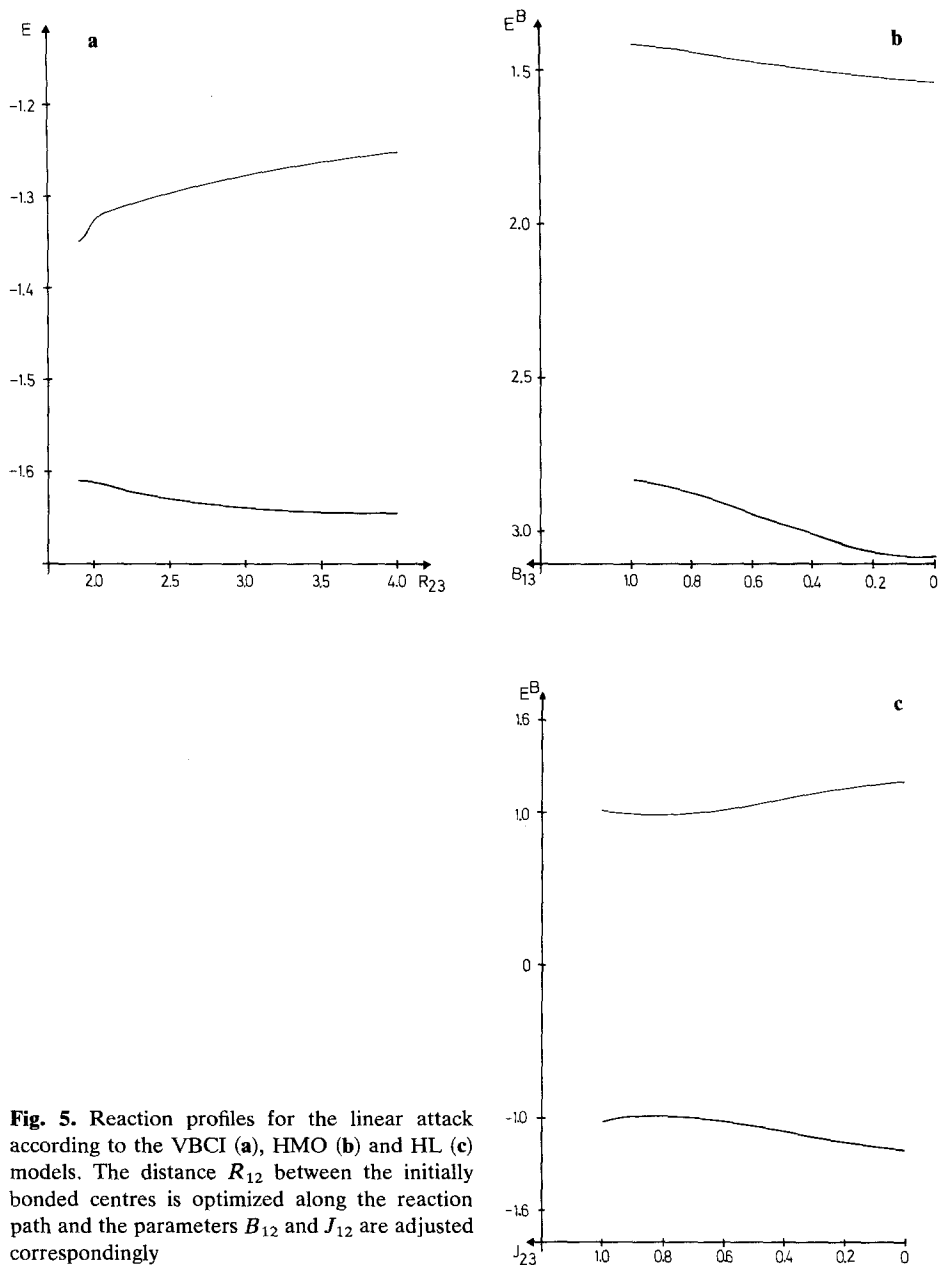 E
a
-1.2
-1.3
-1.4
-1.5
-1.6
2.0 2.5 3.0 3.5 4.0 R23
E^B
b
1.5
2.0
2.5
3.0
B13 1.0 0.8 0.6 0.4 0.2 0
E^B
c
1.6
1.0
0
-1.0
-1.6
J23 1.0 0.8 0.6 0.4 0.2 0
Fig. 5. Reaction profiles for the linear attack
according to the VBCI (a), HMO (b) and HL (c)
models. The distance R12 between the initially
bonded centres is optimized along the reaction
path and the parameters B12 and J12 are adjusted
correspondingly